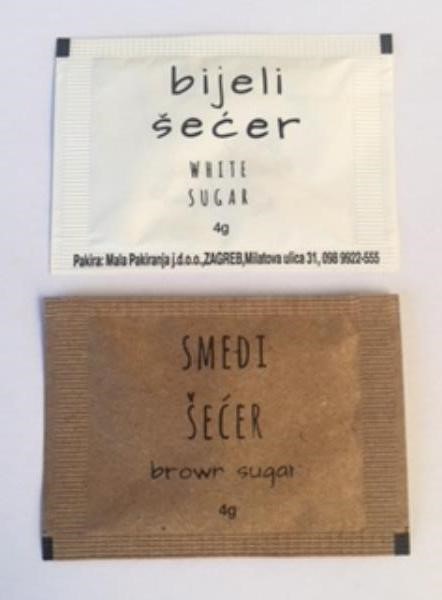 bijeli
šećer
WHITE
SUGAR
4g
Pakira: Mala Pakiranja j.d.o.o.,ZAGREB,Milatova ulica 31, 098 9922-555
SMEĐI
ŠEĆER
brown sugar
4g